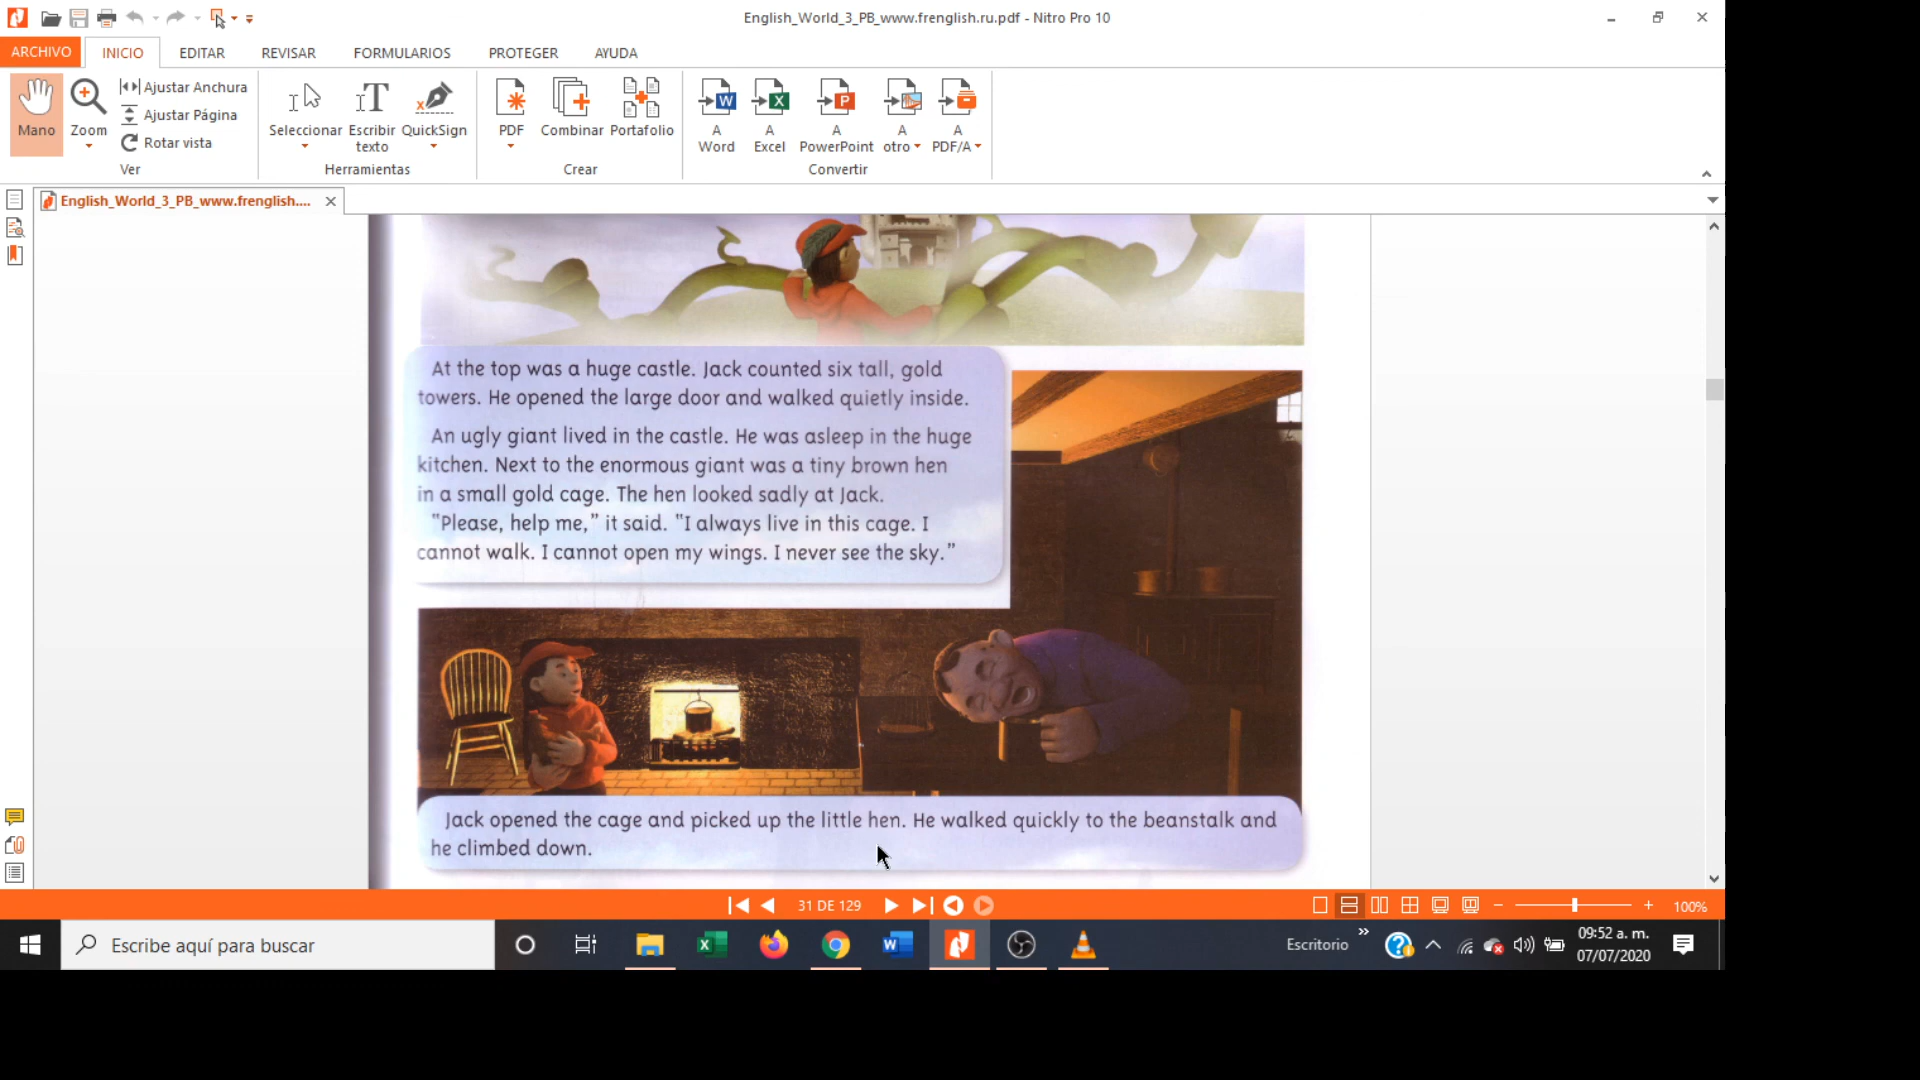 English_World_3_PB_www.frenglish.ru.pdf - Nitro Pro 10
ARCHIVO INICIO EDITAR REVISAR FORMULARIOS PROTEGER AYUDA
Mano
Zoom
Ajustar Anchura
Ajustar Página
Rotar vista
Ver
Seleccionar
Escribir
texto
QuickSign
Herramientas
PDF
Combinar
Portafolio
Crear
A
Word
A
Excel
A
PowerPoint
A
otro
A
PDF/A
Convertir
English_World_3_PB_www.frenglish....
At the top was a huge castle. Jack counted six tall, gold
towers. He opened the large door and walked quietly inside.
An ugly giant lived in the castle. He was asleep in the huge
kitchen. Next to the enormous giant was a tiny brown hen
in a small gold cage. The hen looked sadly at Jack.
"Please, help me," it said. "I always live in this cage. I
cannot walk. I cannot open my wings. I never see the sky."
Jack opened the cage and picked up the little hen. He walked quickly to the beanstalk and
he climbed down.
31 DE 129
100%
Escribe aquí para buscar
Escritorio
09:52 a. m.
07/07/2020